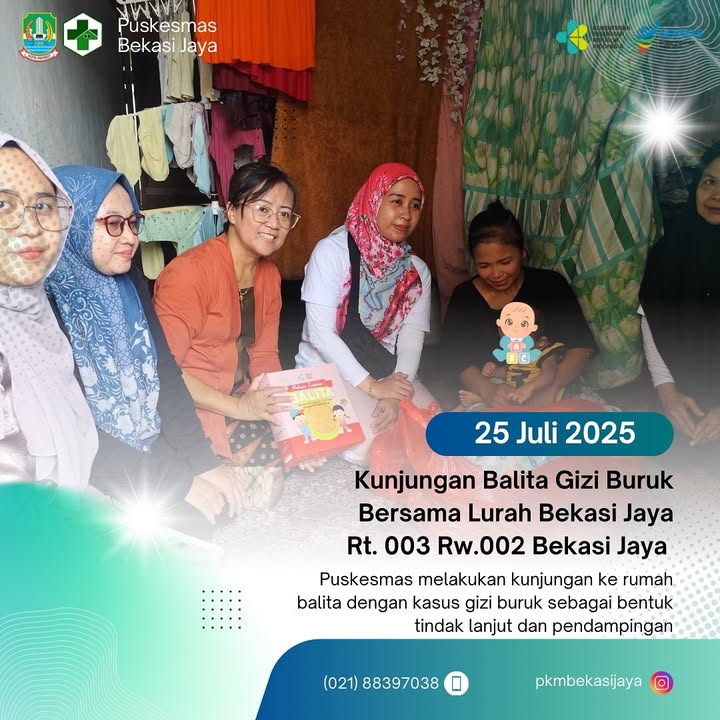 Puskesmas
Bekasi Jaya
BALITA
25 Juli 2025
Kunjungan Balita Gizi Buruk
Bersama Lurah Bekasi Jaya
Rt. 003 Rw.002 Bekasi Jaya
Puskesmas melakukan kunjungan ke rumah
balita dengan kasus gizi buruk sebagai bentuk
tindak lanjut dan pendampingan
(021) 88397038
pkmbekasijaya